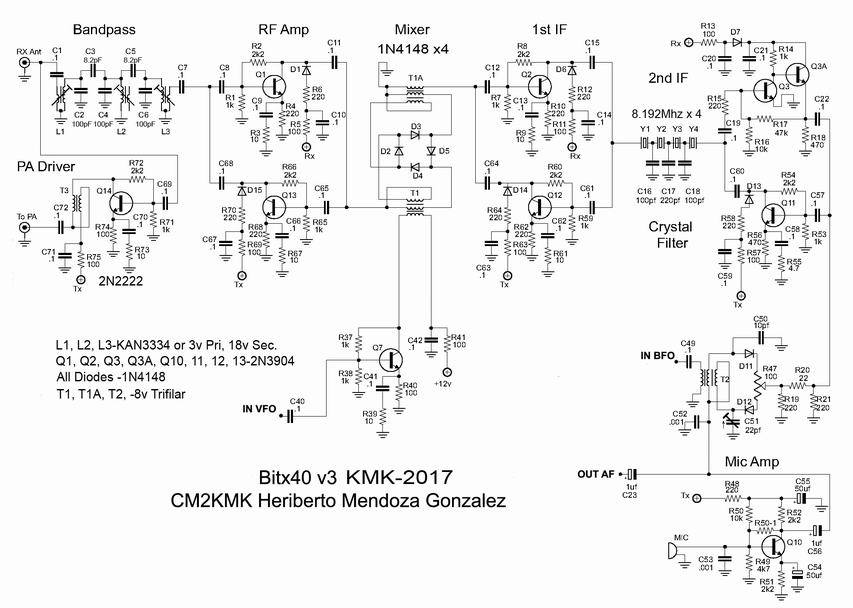 Bandpass
RF Amp
Mixer
1st IF
1N4148 x4
2nd IF
8.192Mhz x 4
Crystal
Filter
PA Driver
Mic Amp
RX Ant
C1
.1
C3
8.2pF
C5
8.2pF
C7
.1
C2
100pF
C4
100pF
C6
100pF
L1
L2
L3
C8
.1
R2
2k2
Q1
D1
C11
.1
R1
1k
C9
.1
R4
220
R6
220
R3
10
R5
100
C10
.1
Rx
T1A
D3
D2
D5
D4
T1
C12
.1
R8
2k2
Q2
D6
C15
.1
R7
1k
C13
.1
R10
220
R12
220
R9
10
R11
100
C14
.1
Rx
Rx
R13
100
D7
C20
.1
C21
.1
R14
1k
Q3A
Q3
R15
220
C22
.1
C19
.1
R17
47k
R16
10k
R18
470
Y1
Y2
Y3
Y4
C16
100pf
C17
220pf
C18
100pf
R72
2k2
T3
Q14
C69
.1
To PA
C72
.1
R74
100
C70
.1
R71
1k
C71
.1
R75
100
R73
10
Tx
2N2222
C68
.1
R66
2k2
D15
Q13
C65
.1
R70
220
R68
220
C66
.1
R65
1k
C67
.1
R69
100
R67
10
Tx
C64
.1
R60
2k2
D14
Q12
C61
.1
R64
220
R62
220
C62
.1
R59
1k
C63
.1
R63
100
R61
10
Tx
C60
.1
D13
R54
2k2
Q11
C57
.1
R58
220
R56
470
C58
.1
R53
1k
R57
100
R55
4.7
C59
.1
Tx
L1, L2, L3-KAN3334 or 3v Pri, 18v Sec.
Q1, Q2, Q3, Q3A, Q10, 11, 12, 13-2N3904
All Diodes -1N4148
T1, T1A, T2, -8v Trifilar
R37
1k
Q7
C42
.1
R41
100
R38
1k
C41
.1
R40
100
+12v
IN VFO
C40
.1
R39
10
IN BFO
C49
.1
C50
10pf
D11
T2
R47
100
R20
22
D12
R19
220
R21
220
C52
.001
C51
22pf
OUT AF
1uf
C23
Bitx40 v3 KMK-2017
CM2KMK Heriberto Mendoza Gonzalez
Tx
R48
220
C55
50uf
R50
10k
R52
2k2
R50-1
MIC
Q10
1uf
C56
C53
.001
R49
4k7
C54
50uf
R51
2k2